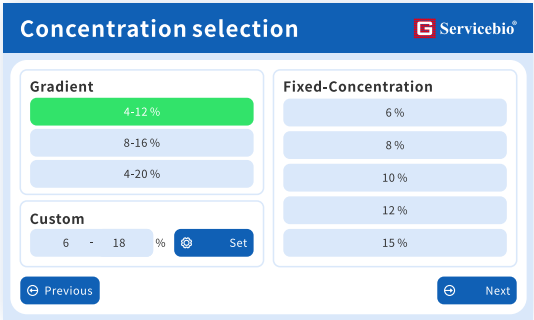 Concentration selection
G Servicebio®
Gradient
4-12 %
8-16 %
4-20 %
Custom
6 - 18 %
Set
Fixed-Concentration
6 %
8 %
10 %
12 %
15 %
Previous
Next